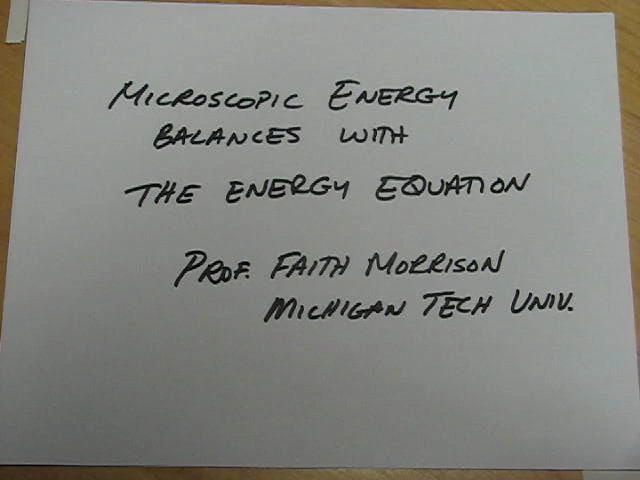 MICROSCOPIC ENERGY
BALANCES WITH
THE ENERGY EQUATION
PROF. FAITH MORRISON
MICHIGAN TECH UNIV.